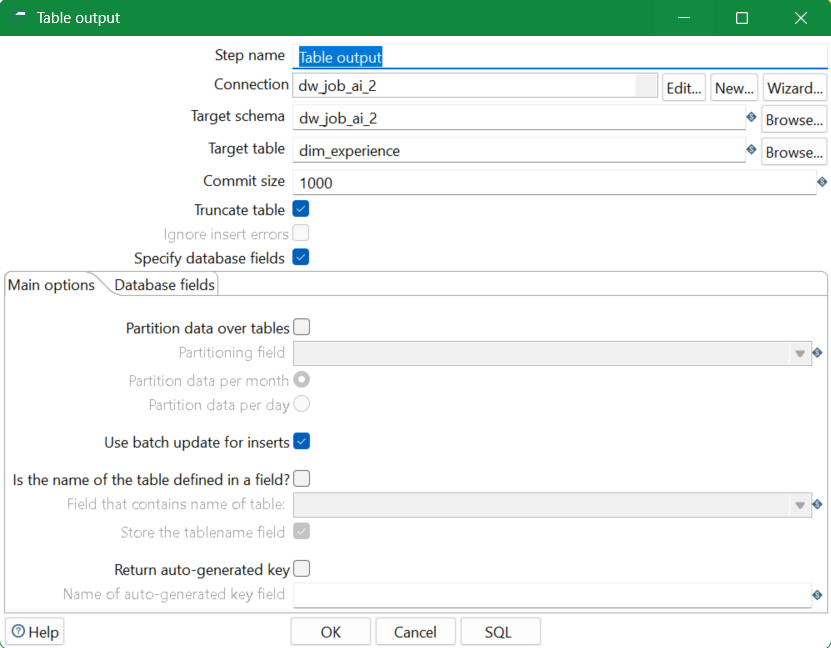 Table output
Step name Table output
Connection dw_job_ai_2 Edit... New... Wizard...
Target schema dw_job_ai_2 Browse...
Target table dim_experience Browse...
Commit size 1000
Truncate table
Ignore insert errors
Specify database fields
Main options Database fields
Partition data over tables
Partitioning field
Partition data per month
Partition data per day
Use batch update for inserts
Is the name of the table defined in a field?
Field that contains name of table:
Store the tablename field
Return auto-generated key
Name of auto-generated key field
Help OK Cancel SQL